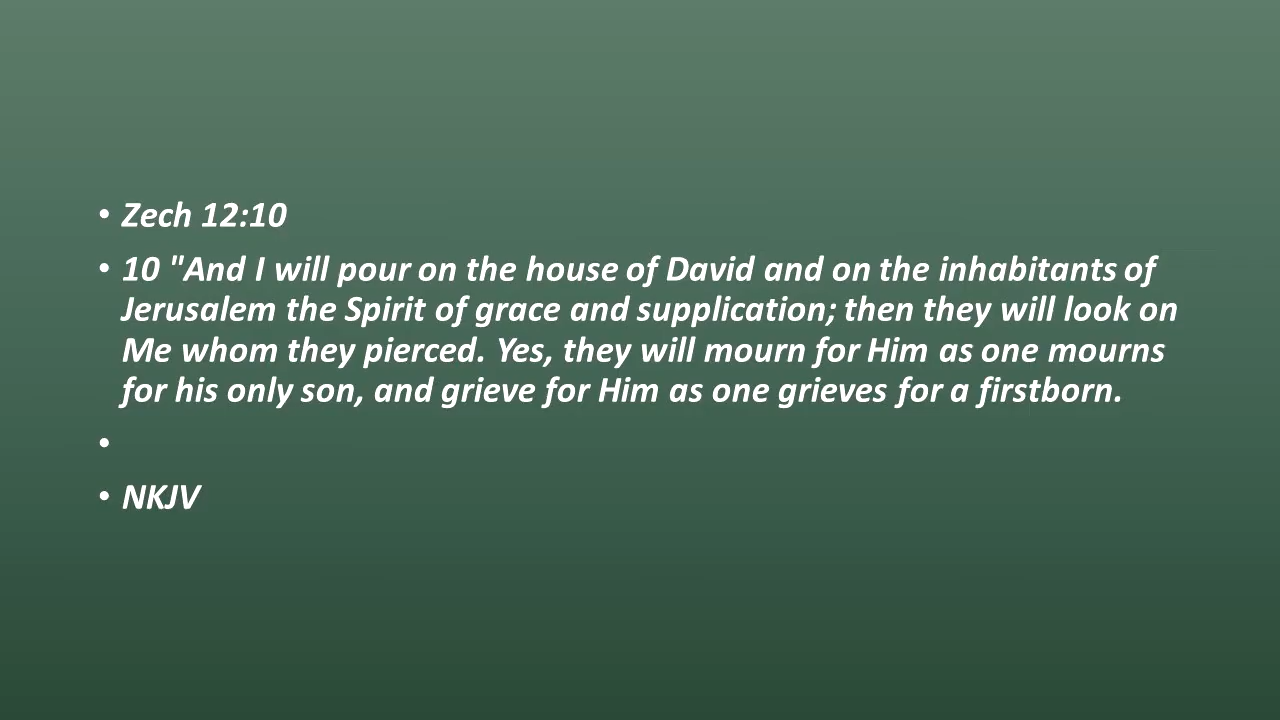 • Zech 12:10
• 10 "And I will pour on the house of David and on the inhabitants of
Jerusalem the Spirit of grace and supplication; then they will look on
Me whom they pierced. Yes, they will mourn for Him as one mourns
for his only son, and grieve for Him as one grieves for a firstborn.
•
• NKJV